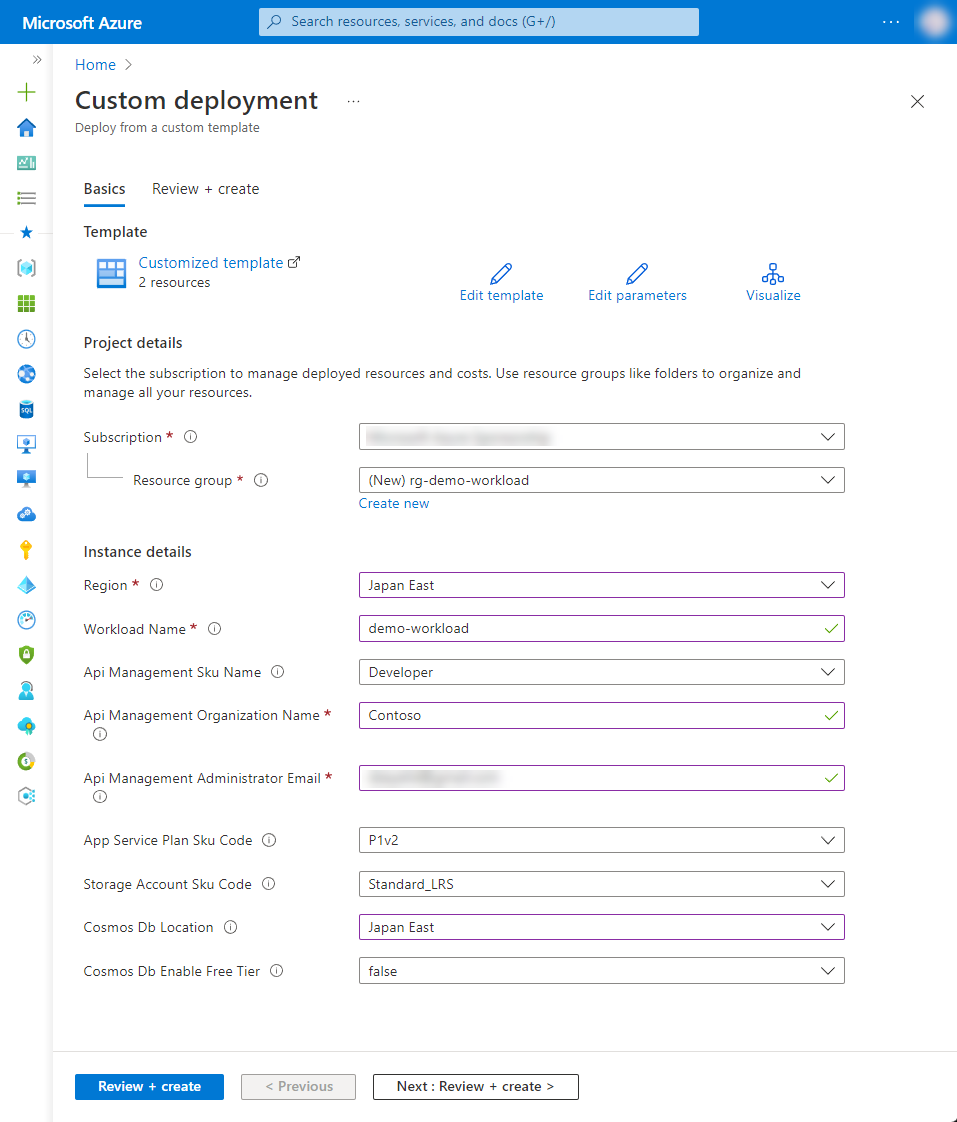 Microsoft Azure
Search resources, services, and docs (G+/)
Home
Custom deployment
Deploy from a custom template
Basics
Review + create
Template
Customized template
2 resources
Edit template
Edit parameters
Visualize
Project details
Select the subscription to manage deployed resources and costs. Use resource groups like folders to organize and
manage all your resources.
Subscription *
Resource group *
(New) rg-demo-workload
Create new
Instance details
Region *
Japan East
Workload Name *
demo-workload
Api Management Sku Name
Developer
Api Management Organization Name *
Contoso
Api Management Administrator Email *
App Service Plan Sku Code
P1v2
Storage Account Sku Code
Standard_LRS
Cosmos Db Location
Japan East
Cosmos Db Enable Free Tier
false
Review + create
< Previous
Next : Review + create >